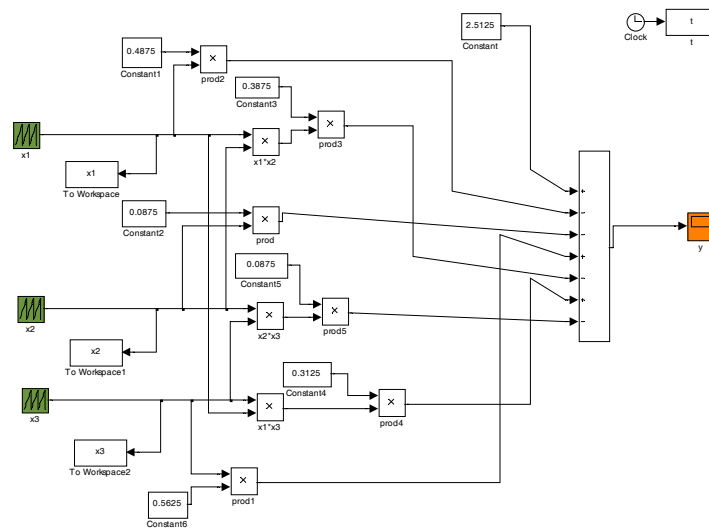 2.5125
Constant
Clock
t
t
0.4875
Constant1
×
prod2
0.3875
Constant3
×
prod3
x1
×
x1*x2
x1
To Workspace
0.0875
Constant2
×
prod
+
−
−
+
−
+
−
y
0.0875
Constant5
x2
×
x2*x3
×
prod5
x2
To Workspace1
0.3125
Constant4
x3
×
x1*x3
×
prod4
x3
To Workspace2
×
prod1
0.5625
Constant6